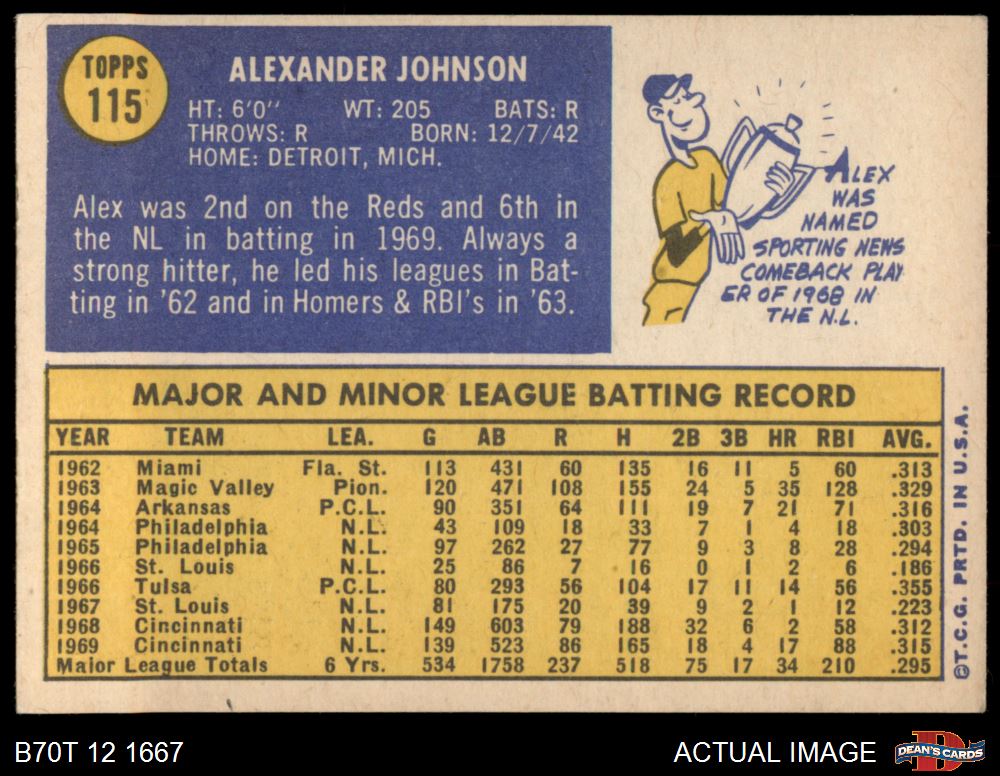 TOPPS
115
ALEXANDER JOHNSON
HT: 6'0" WT: 205 BATS: R
THROWS: R BORN: 12/7/42
HOME: DETROIT, MICH.
Alex was 2nd on the Reds and 6th in
the NL in batting in 1969. Always a
strong hitter, he led his leagues in Bat-
ting in '62 and in Homers & RBI's in '63.
ALEX
WAS
NAMED
SPORTING NEWS
COMEBACK PLAY
ER OF 1968 IN
THE N.L.
MAJOR AND MINOR LEAGUE BATTING RECORD
YEAR TEAM LEA. G AB R H 2B 3B HR RBI AVG.
1962 Miami Fla. St. 113 431 60 135 16 11 5 60 .313
1963 Magic Valley Pion. 120 471 108 155 24 5 35 128 .329
1964 Arkansas P.C.L. 90 351 64 111 19 7 21 71 .316
1964 Philadelphia N.L. 43 109 18 33 7 1 4 18 .303
1965 Philadelphia N.L. 97 262 27 77 9 3 8 28 .294
1966 St. Louis N.L. 25 86 7 16 0 1 2 6 .186
1966 Tulsa P.C.L. 80 293 56 104 17 11 14 56 .355
1967 St. Louis N.L. 81 175 20 39 9 2 1 12 .223
1968 Cincinnati N.L. 149 603 79 188 32 6 2 58 .312
1969 Cincinnati N.L. 139 523 86 165 18 4 17 88 .315
Major League Totals 6 Yrs. 534 1758 237 518 75 17 34 210 .295
©T.C.G. PRTD. IN U.S.A.
B70T 12 1667
ACTUAL IMAGE
DEAN'S CARDS